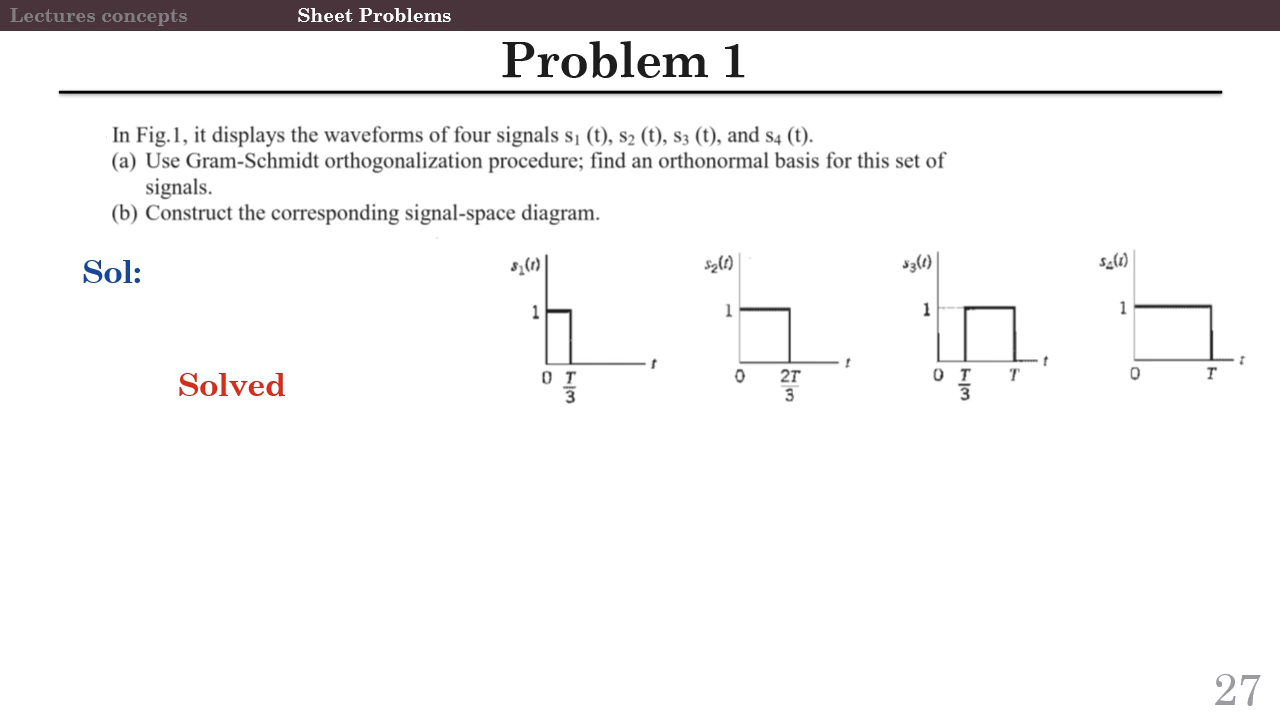 Lectures concepts Sheet Problems
Problem 1
In Fig.1, it displays the waveforms of four signals s₁ (t), s₂ (t), s₃ (t), and s₄ (t).
(a) Use Gram-Schmidt orthogonalization procedure; find an orthonormal basis for this set of
signals.
(b) Construct the corresponding signal-space diagram.
Sol:
s₁(t) s₂(t) s₃(t) s₄(t)
1 1 1 1
t t t t
0 T/3 0 2T/3 0 T/3 T 0 T
Solved
27